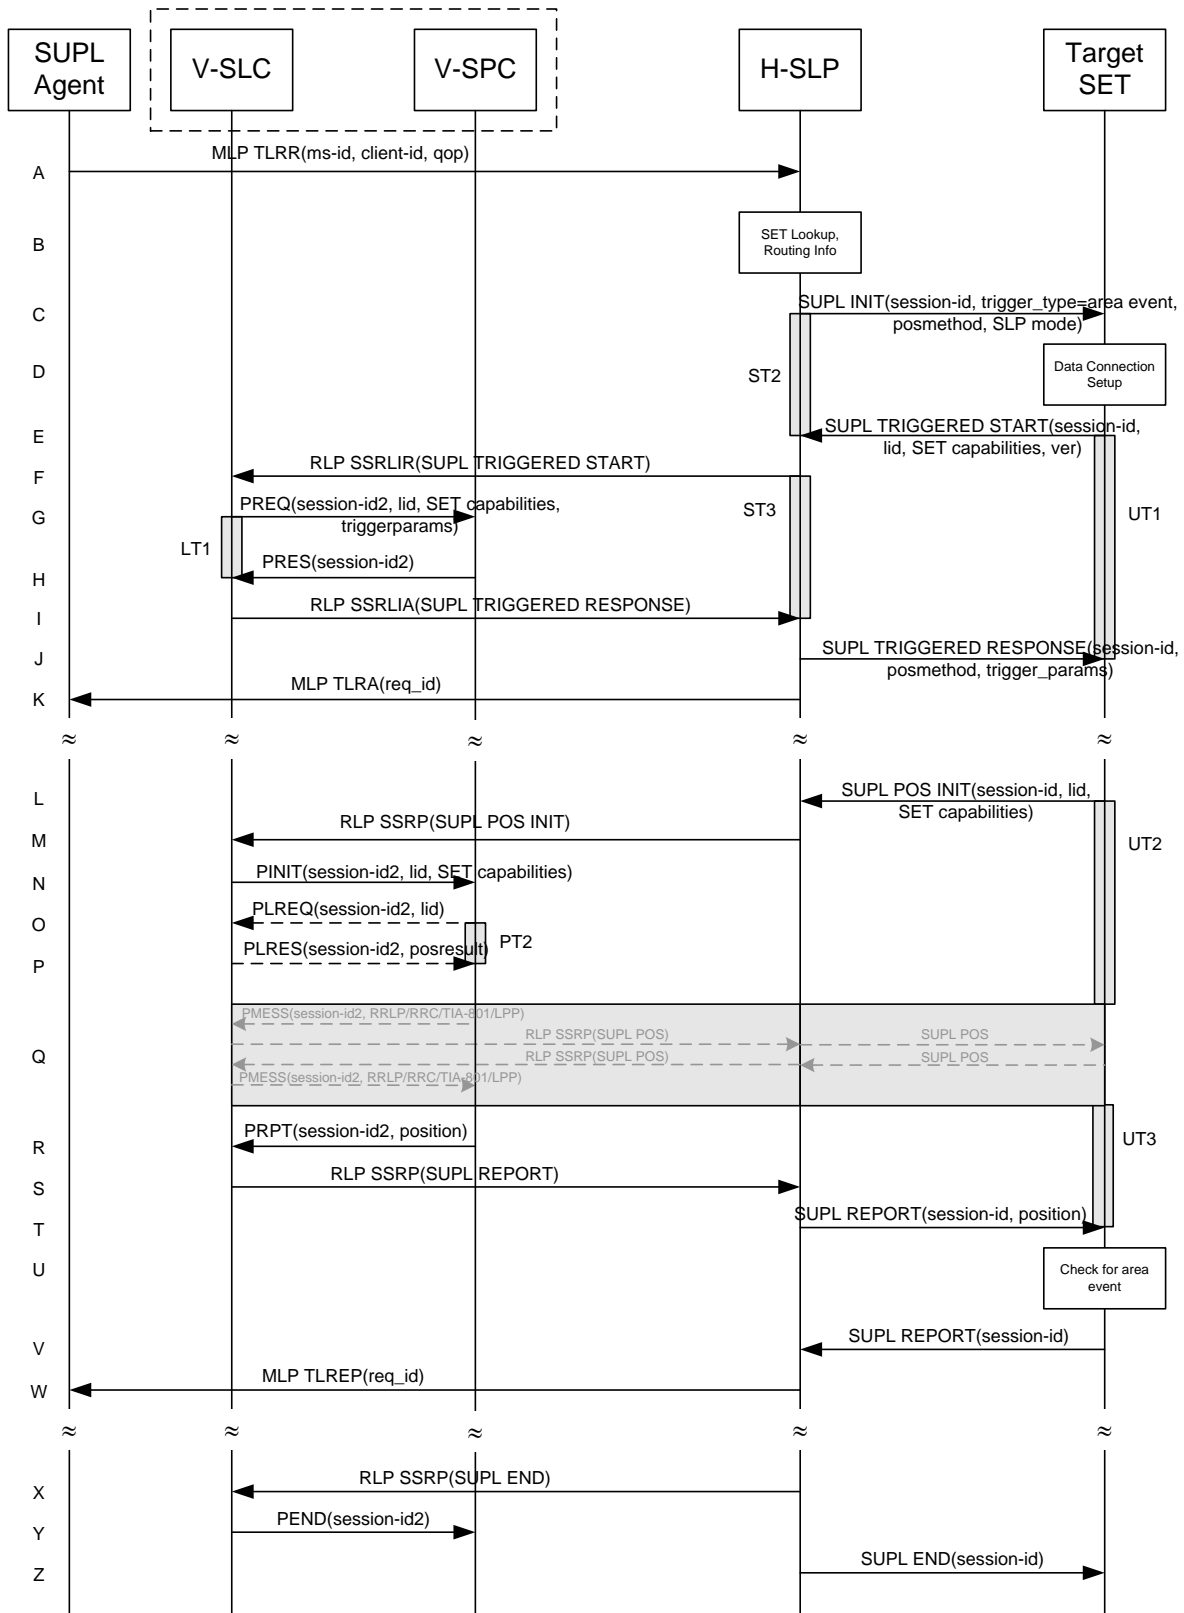 SUPL
Agent
V-SLC
V-SPC
H-SLP
Target
SET
A
MLP TLRR(ms-id, client-id, qop)
B
SET Lookup,
Routing Info
C
SUPL INIT(session-id, trigger_type=area event,
posmethod, SLP mode)
D
ST2
Data Connection
Setup
E
SUPL TRIGGERED START(session-id,
lid, SET capabilities, ver)
F
RLP SSRLIR(SUPL TRIGGERED START)
G
PREQ(session-id2, lid, SET capabilities,
triggerparams)
ST3
UT1
LT1
H
PRES(session-id2)
I
RLP SSRLIA(SUPL TRIGGERED RESPONSE)
J
SUPL TRIGGERED RESPONSE(session-id,
posmethod, trigger_params)
K
MLP TLRA(req_id)
≈ ≈ ≈ ≈ ≈
L
SUPL POS INIT(session-id, lid,
SET capabilities)
M
RLP SSRP(SUPL POS INIT)
UT2
N
PINIT(session-id2, lid, SET capabilities)
O
PLREQ(session-id2, lid)
PT2
P
PLRES(session-id2, posresult)
PMESS(session-id2, RRLP/RRC/TIA-801/LPP)
RLP SSRP(SUPL POS)
SUPL POS
Q
RLP SSRP(SUPL POS)
SUPL POS
PMESS(session-id2, RRLP/RRC/TIA-801/LPP)
R
PRPT(session-id2, position)
UT3
S
RLP SSRP(SUPL REPORT)
T
SUPL REPORT(session-id, position)
U
Check for area
event
V
SUPL REPORT(session-id)
W
MLP TLREP(req_id)
≈ ≈ ≈ ≈ ≈
X
RLP SSRP(SUPL END)
Y
PEND(session-id2)
Z
SUPL END(session-id)